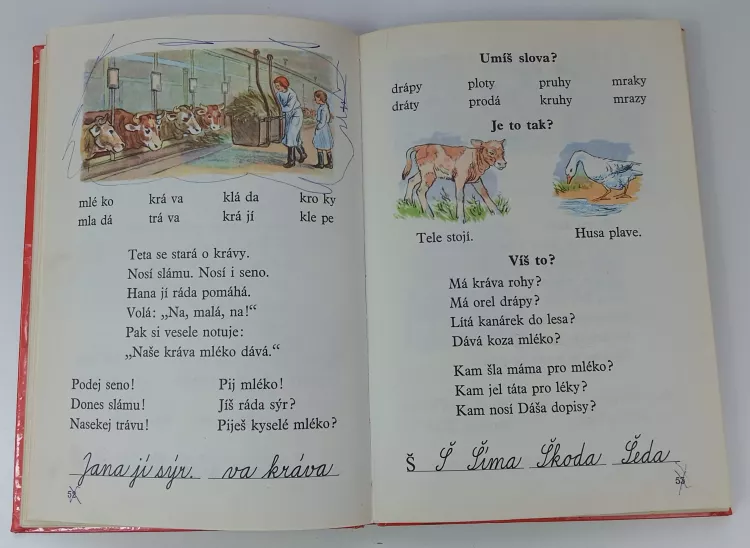 mlé ko krá va klá da kro ky
mla dá trá va krá jí kle pe
Teta se stará o krávy.
Nosí slámu. Nosí i seno.
Hana jí ráda pomáhá.
Volá: „Na, malá, na!“
Pak si vesele notuje:
„Naše kráva mléko dává.“
Podej seno! Pij mléko!
Dones slámu! Jíš ráda sýr?
Nasekej trávu! Piješ kyselé mléko?
Jana jí sýr. va kráva
52
Umíš slova?
drápy ploty pruhy mraky
dráty prodá kruhy mrazy
Je to tak?
Tele stojí. Husa plave.
Víš to?
Má kráva rohy?
Má orel drápy?
Lítá kanárek do lesa?
Dává koza mléko?
Kam šla máma pro mléko?
Kam jel táta pro léky?
Kam nosí Dáša dopisy?
Š Š Šíma Škoda Šeda
53